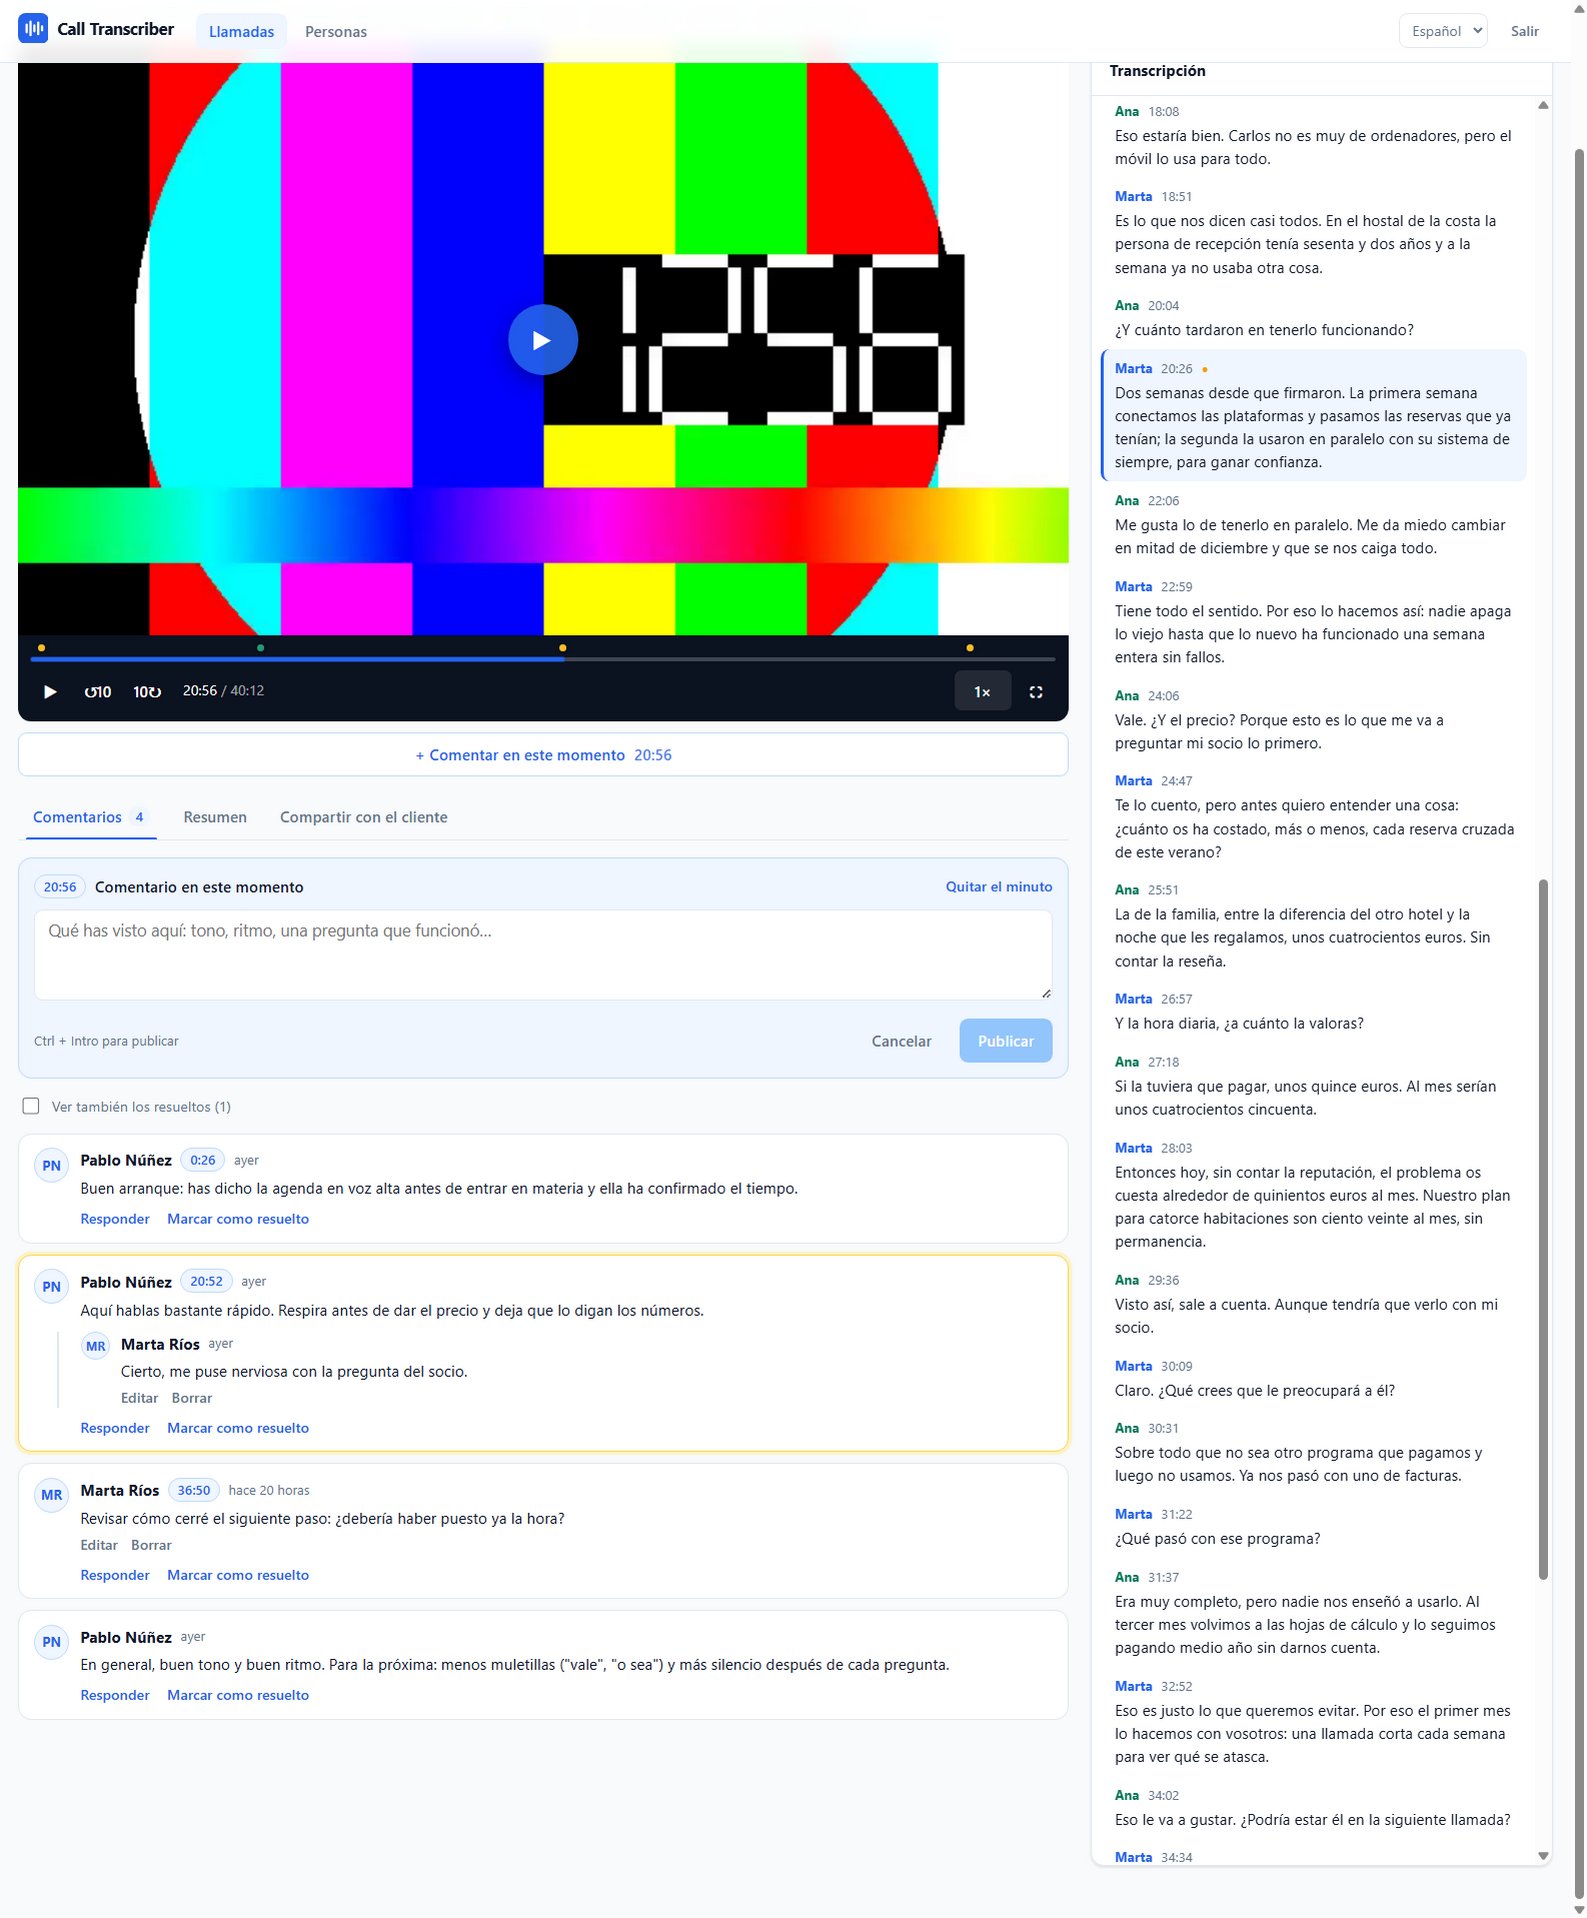 Call Transcriber
Llamadas
Personas
Español
Salir
1256
20:56 / 40:12
10
10
1×
+ Comentar en este momento 20:56
Comentarios 4
Resumen
Compartir con el cliente
20:56 Comentario en este momento
Quitar el minuto
Qué has visto aquí: tono, ritmo, una pregunta que funcionó...
Ctrl + Intro para publicar
Cancelar
Publicar
Ver también los resueltos (1)
PN
Pablo Núñez 0:26 ayer
Buen arranque: has dicho la agenda en voz alta antes de entrar en materia y ella ha confirmado el tiempo.
Responder Marcar como resuelto
PN
Pablo Núñez 20:52 ayer
Aquí hablas bastante rápido. Respira antes de dar el precio y deja que lo digan los números.
MR
Marta Ríos ayer
Cierto, me puse nerviosa con la pregunta del socio.
Editar Borrar
Responder Marcar como resuelto
MR
Marta Ríos 36:50 hace 20 horas
Revisar cómo cerré el siguiente paso: ¿debería haber puesto ya la hora?
Editar Borrar
Responder Marcar como resuelto
PN
Pablo Núñez ayer
En general, buen tono y buen ritmo. Para la próxima: menos muletillas ("vale", "o sea") y más silencio después de cada pregunta.
Responder Marcar como resuelto
Transcripción
Ana 18:08
Eso estaría bien. Carlos no es muy de ordenadores, pero el
móvil lo usa para todo.
Marta 18:51
Es lo que nos dicen casi todos. En el hostal de la costa la
persona de recepción tenía sesenta y dos años y a la
semana ya no usaba otra cosa.
Ana 20:04
¿Y cuánto tardaron en tenerlo funcionando?
Marta 20:26
Dos semanas desde que firmaron. La primera semana
conectamos las plataformas y pasamos las reservas que ya
tenían; la segunda la usaron en paralelo con su sistema de
siempre, para ganar confianza.
Ana 22:06
Me gusta lo de tenerlo en paralelo. Me da miedo cambiar
en mitad de diciembre y que se nos caiga todo.
Marta 22:59
Tiene todo el sentido. Por eso lo hacemos así: nadie apaga
lo viejo hasta que lo nuevo ha funcionado una semana
entera sin fallos.
Ana 24:06
Vale. ¿Y el precio? Porque esto es lo que me va a
preguntar mi socio lo primero.
Marta 24:47
Te lo cuento, pero antes quiero entender una cosa:
¿cuánto os ha costado, más o menos, cada reserva cruzada
de este verano?
Ana 25:51
La de la familia, entre la diferencia del otro hotel y la
noche que les regalamos, unos cuatrocientos euros. Sin
contar la reseña.
Marta 26:57
Y la hora diaria, ¿a cuánto la valoras?
Ana 27:18
Si la tuviera que pagar, unos quince euros. Al mes serían
unos cuatrocientos cincuenta.
Marta 28:03
Entonces hoy, sin contar la reputación, el problema os
cuesta alrededor de quinientos euros al mes. Nuestro plan
para catorce habitaciones son ciento veinte al mes, sin
permanencia.
Ana 29:36
Visto así, sale a cuenta. Aunque tendría que verlo con mi
socio.
Marta 30:09
Claro. ¿Qué crees que le preocupará a él?
Ana 30:31
Sobre todo que no sea otro programa que pagamos y
luego no usamos. Ya nos pasó con uno de facturas.
Marta 31:22
¿Qué pasó con ese programa?
Ana 31:37
Era muy completo, pero nadie nos enseñó a usarlo. Al
tercer mes volvimos a las hojas de cálculo y lo seguimos
pagando medio año sin darnos cuenta.
Marta 32:52
Eso es justo lo que queremos evitar. Por eso el primer mes
lo hacemos con vosotros: una llamada corta cada semana
para ver qué se atasca.
Ana 34:02
Eso le va a gustar. ¿Podría estar él en la siguiente llamada?
Marta 34:34